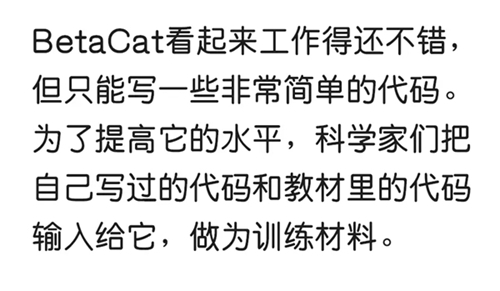 BetaCat看起来工作得还不错，
但只能写一些非常简单的代码。
为了提高它的水平，科学家们把
自己写过的代码和教材里的代码
输入给它，做为训练材料。